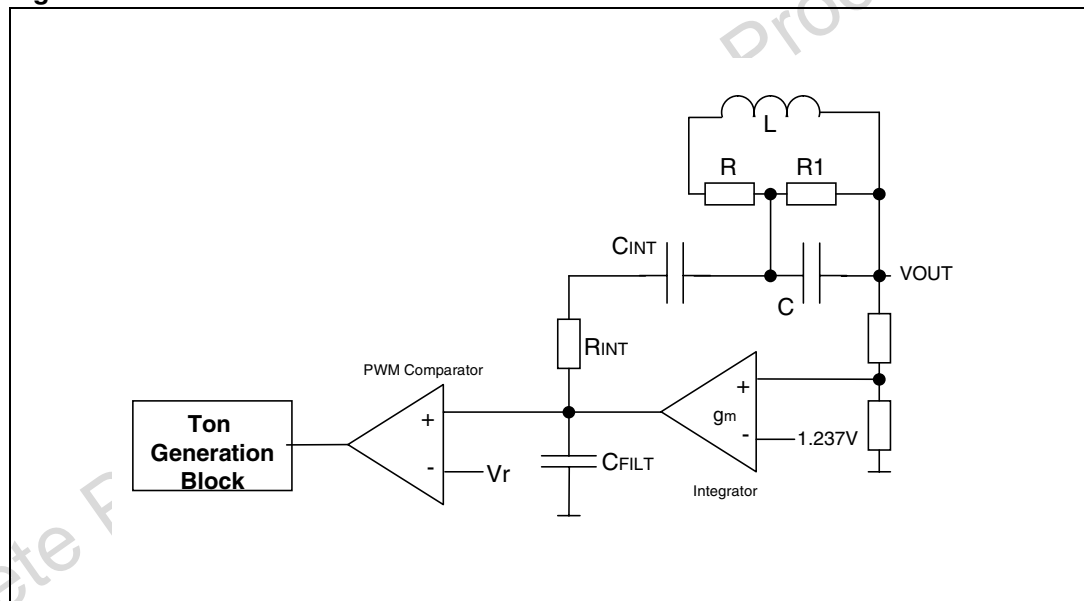 L
R R1
CINT
C
VOUT
RINT
PWM Comparator
+
gm
-
1.237V
Ton
Generation
Block
+
-
Vr
CFILT
Integrator